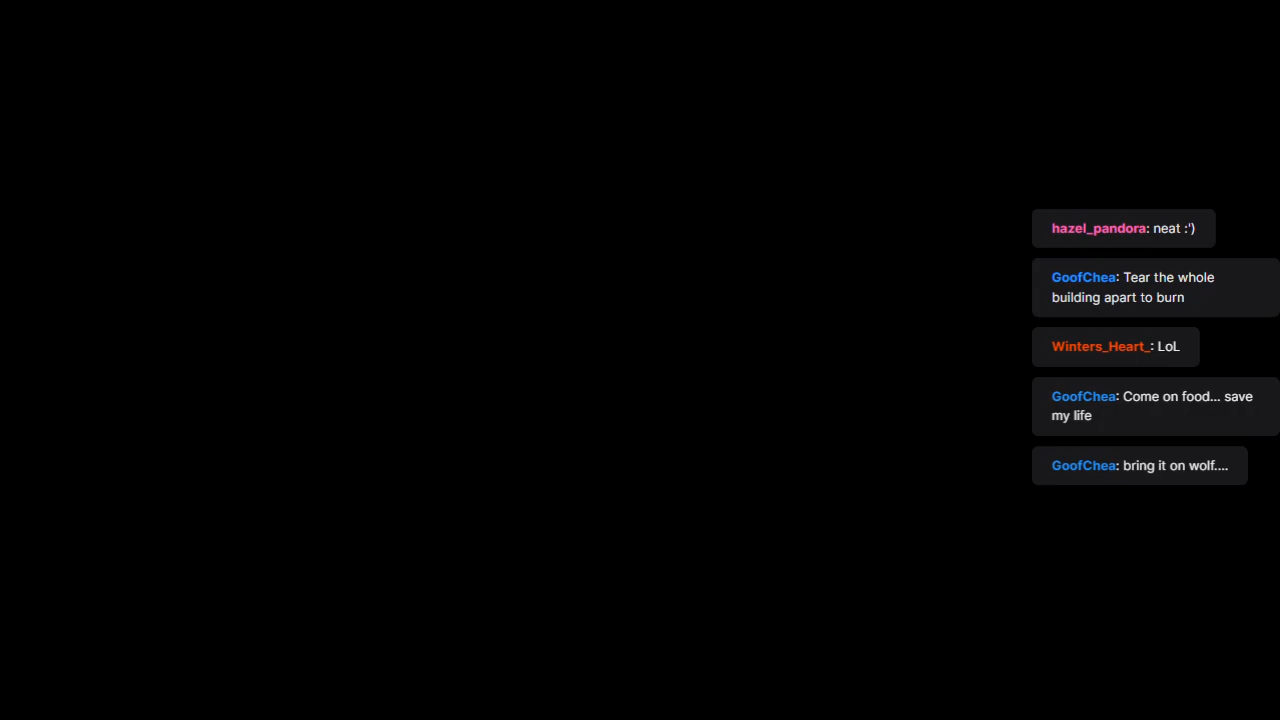 hazel_pandora: neat :')
GoofChea: Tear the whole
building apart to burn
Winters_Heart_: LoL
GoofChea: Come on food... save
my life
GoofChea: bring it on wolf....